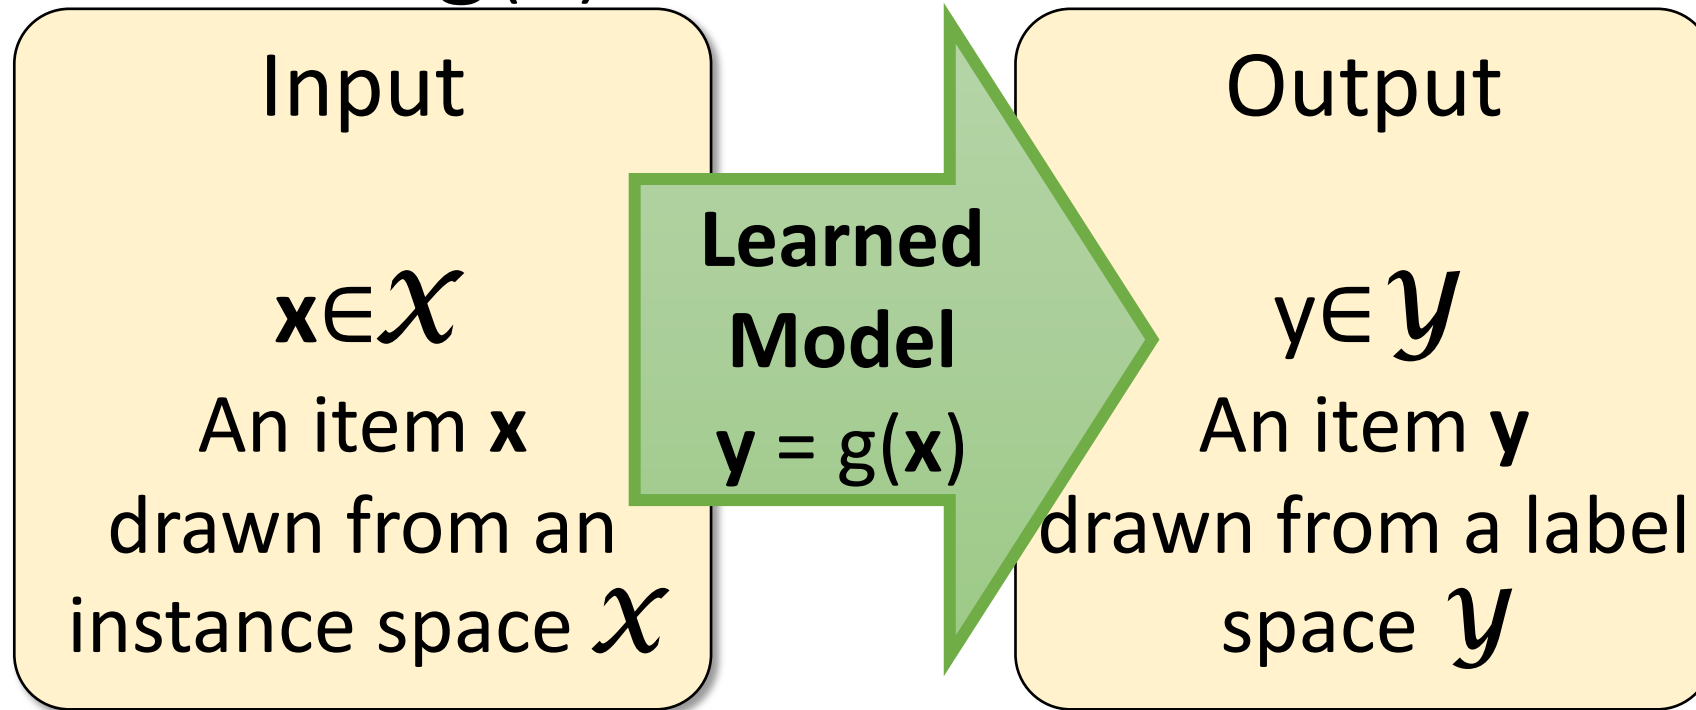 Input
x∈𝒳
An item x
drawn from an
instance space 𝒳
Learned
Model
y = g(x)
Output
y∈𝒴
An item y
drawn from a label
space 𝒴